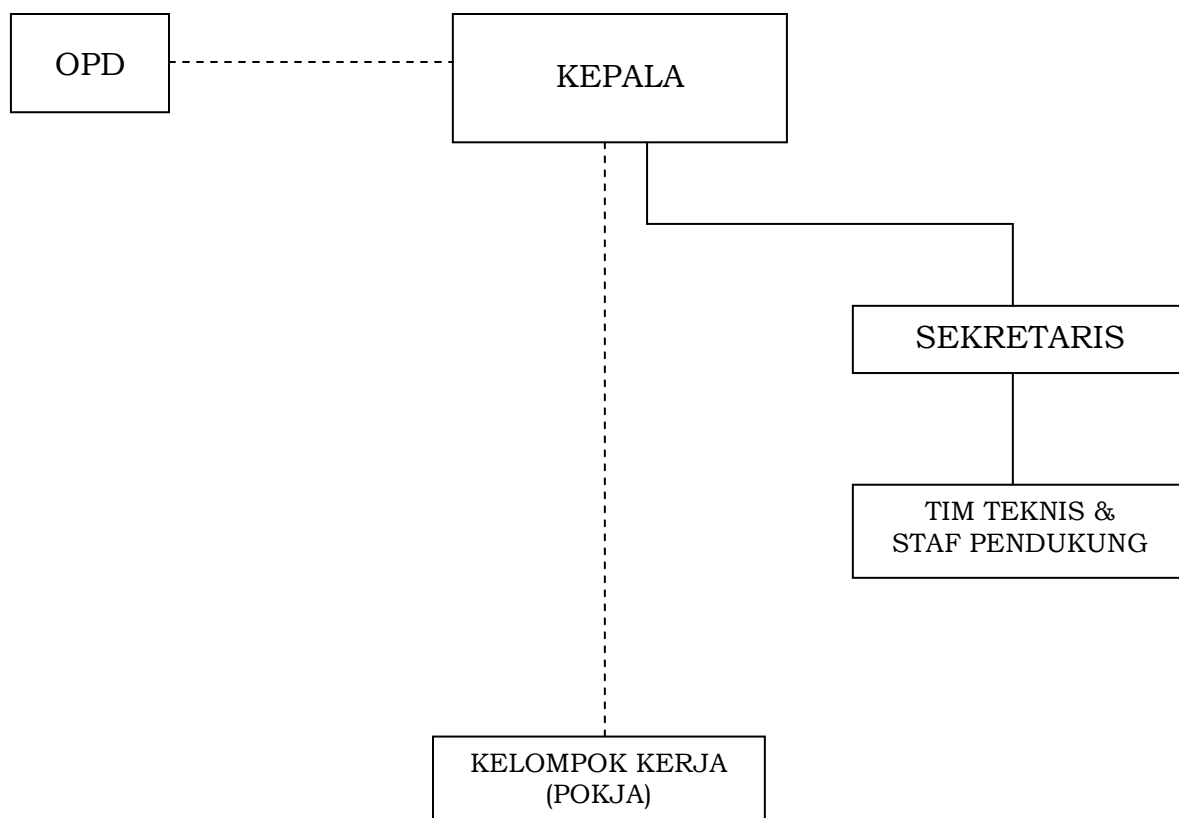 OPD
KEPALA
SEKRETARIS
TIM TEKNIS &
STAF PENDUKUNG
KELOMPOK KERJA
(POKJA)